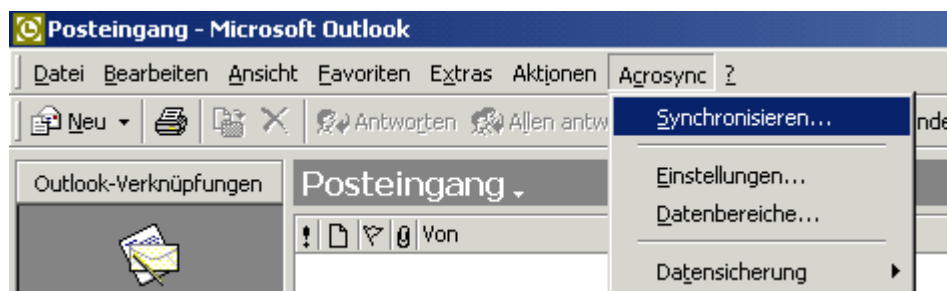 Posteingang - Microsoft Outlook
Datei Bearbeiten Ansicht Favoriten Extras Aktionen Acrosync ?
Neu Antworten Allen antw
Synchronisieren...
Outlook-Verknüpfungen Posteingang
Einstellungen...
Datenbereiche...
! Von
Datensicherung